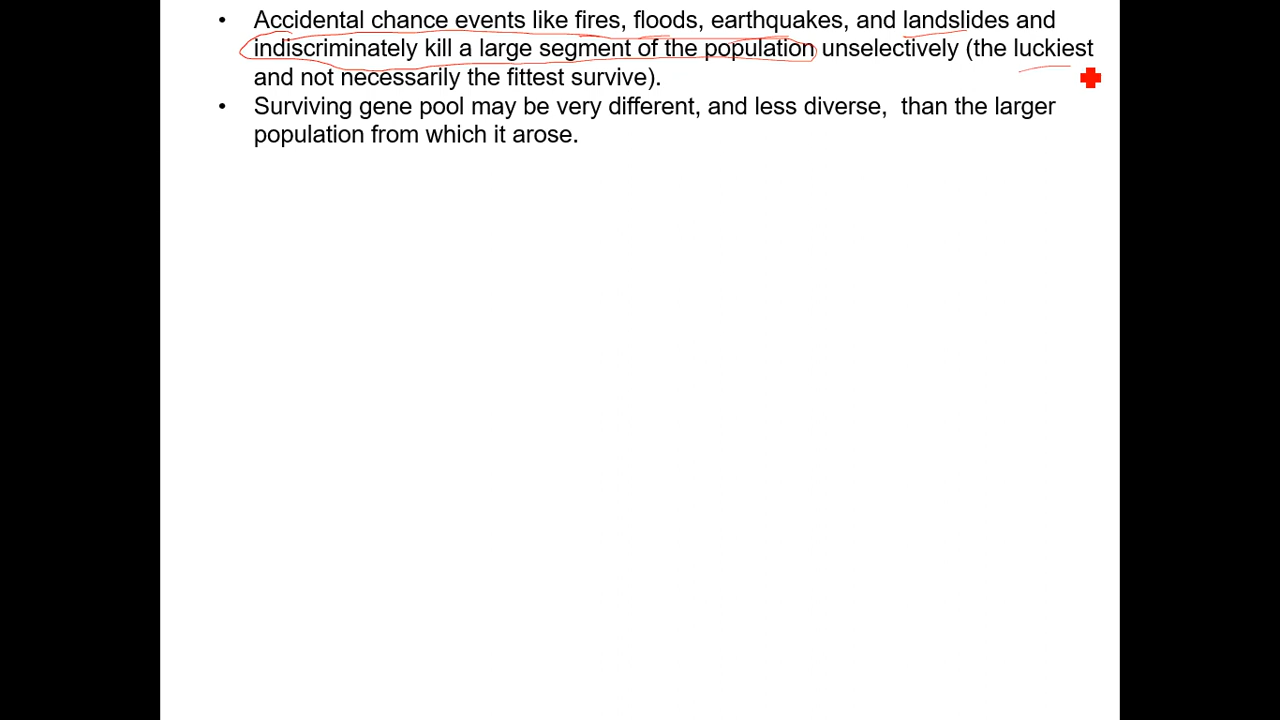 • Accidental chance events like fires, floods, earthquakes, and landslides and
indiscriminately kill a large segment of the population unselectively (the luckiest
and not necessarily the fittest survive).
• Surviving gene pool may be very different, and less diverse,  than the larger
population from which it arose.